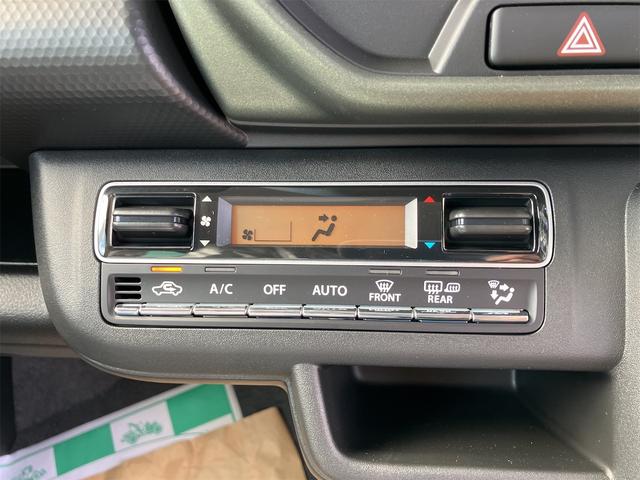 A/C OFF AUTO FRONT REAR